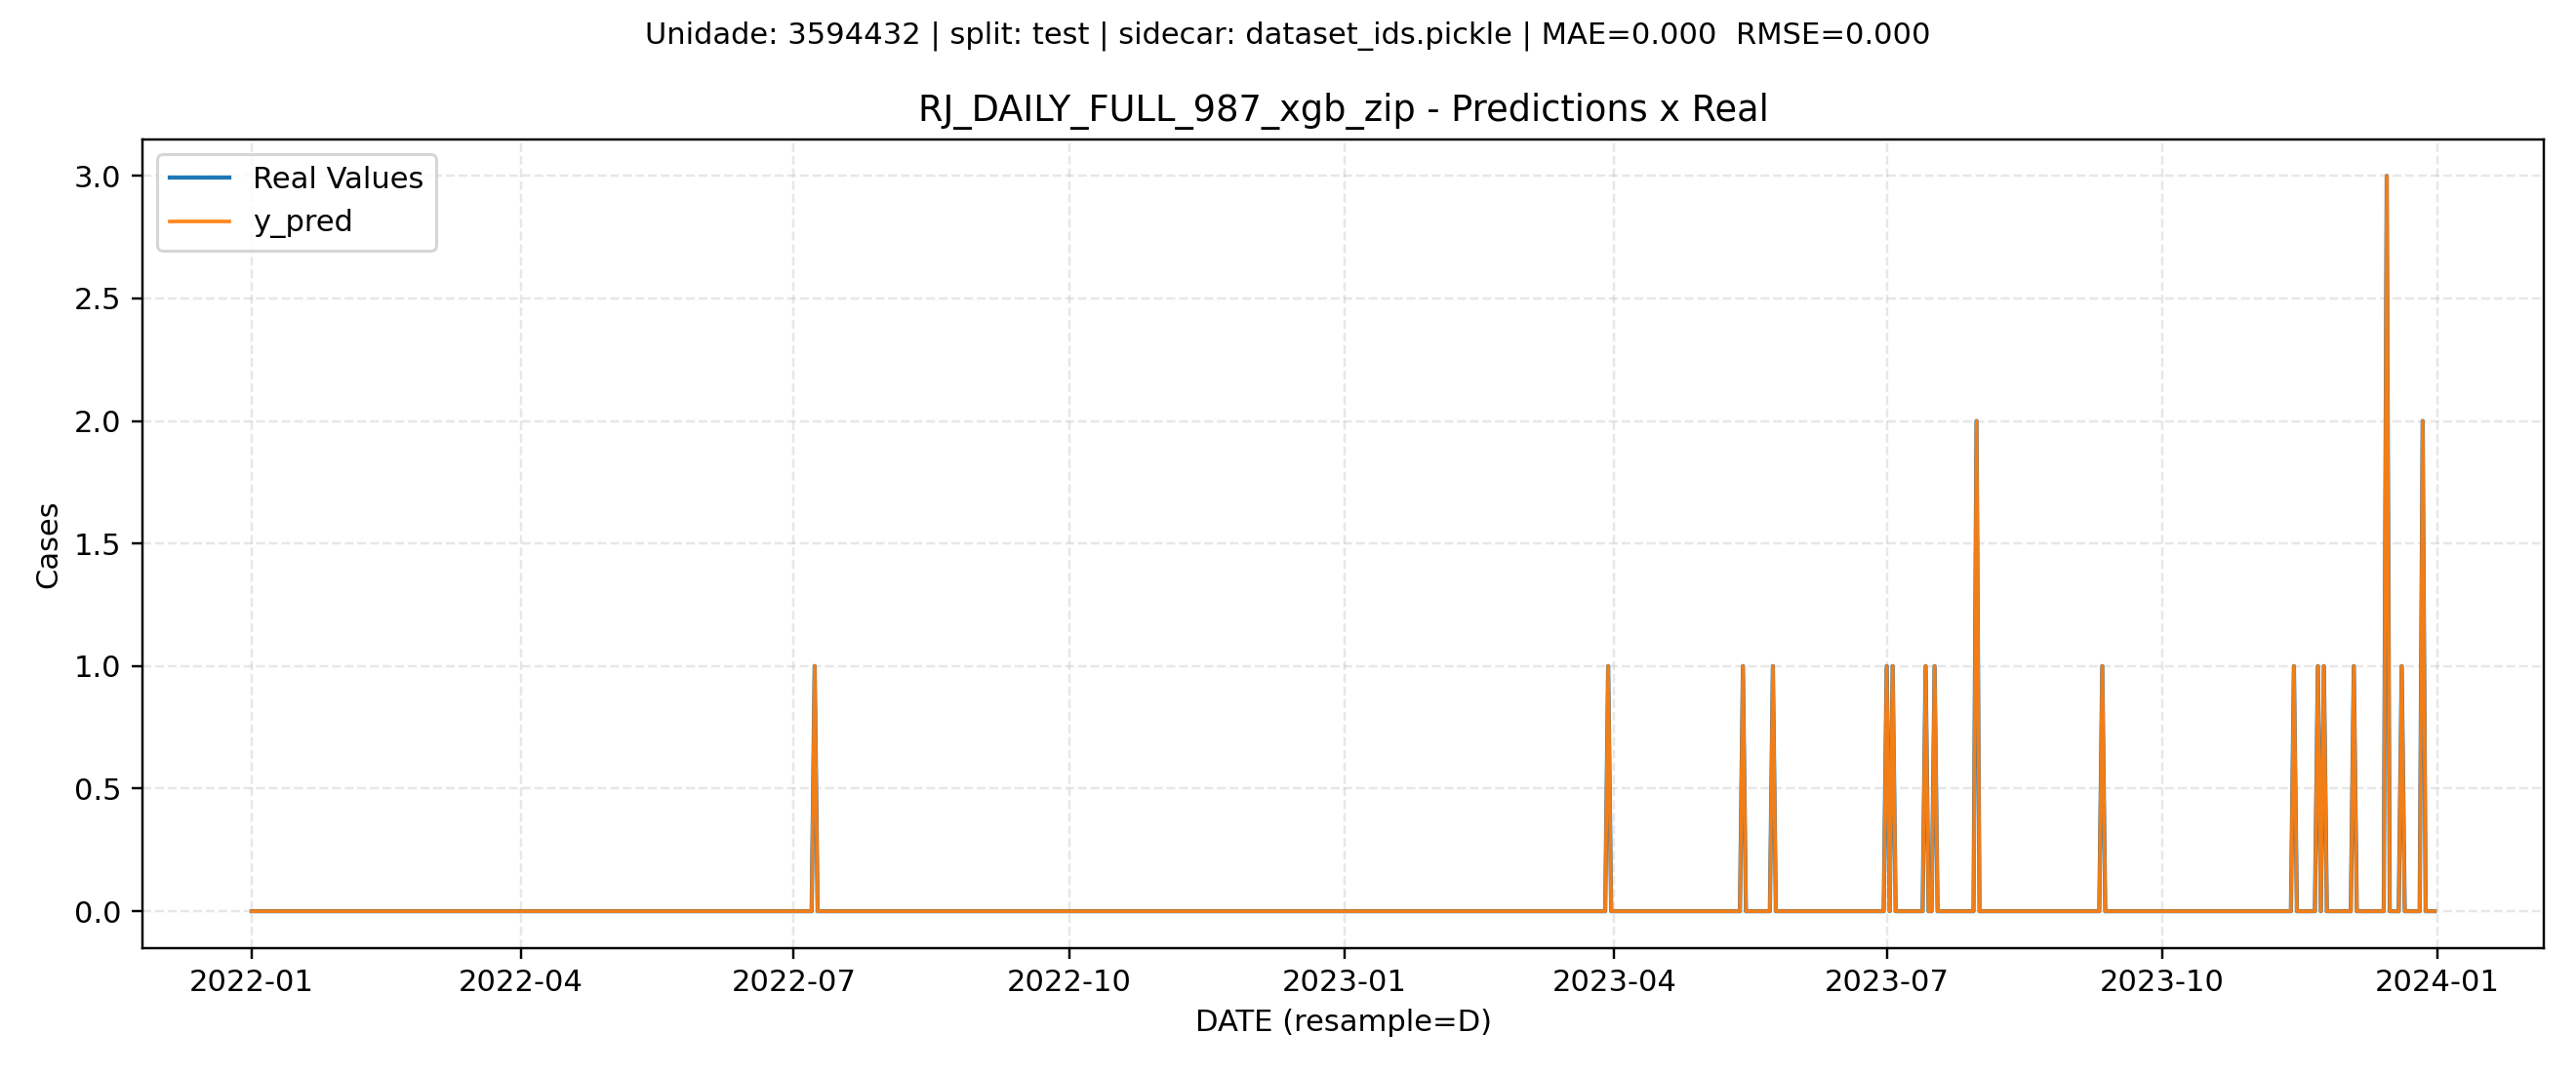 Unidade: 3594432 | split: test | sidecar: dataset_ids.pickle | MAE=0.000  RMSE=0.000
RJ_DAILY_FULL_987_xgb_zip - Predictions x Real
Real Values
y_pred
3.0
2.5
2.0
1.5
1.0
0.5
0.0
Cases
2022-01 2022-04 2022-07 2022-10 2023-01 2023-04 2023-07 2023-10 2024-01
DATE (resample=D)